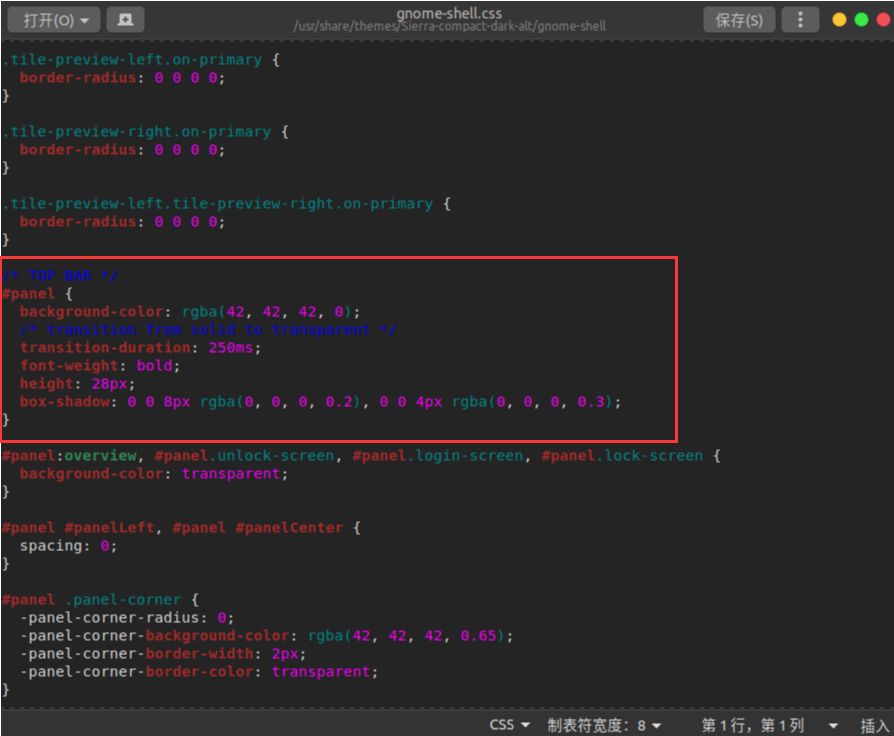 打开(O)
gnome-shell.css
/usr/share/themes/Sierra-compact-dark-alt/gnome-shell
保存(S)
.tile-preview-left.on-primary {
  border-radius: 0 0 0 0;
}
.tile-preview-right.on-primary {
  border-radius: 0 0 0 0;
}
.tile-preview-left.tile-preview-right.on-primary {
  border-radius: 0 0 0 0;
}
/* TOP BAR */
#panel {
  background-color: rgba(42, 42, 42, 0);
  /* transition from solid to transparent */
  transition-duration: 250ms;
  font-weight: bold;
  height: 28px;
  box-shadow: 0 0 8px rgba(0, 0, 0, 0.2), 0 0 4px rgba(0, 0, 0, 0.3);
}
#panel:overview, #panel.unlock-screen, #panel.login-screen, #panel.lock-screen {
  background-color: transparent;
}
#panel #panelLeft, #panel #panelCenter {
  spacing: 0;
}
#panel .panel-corner {
  -panel-corner-radius: 0;
  -panel-corner-background-color: rgba(42, 42, 42, 0.65);
  -panel-corner-border-width: 2px;
  -panel-corner-border-color: transparent;
}
CSS 制表符宽度：8 第 1 行，第 1 列 插入